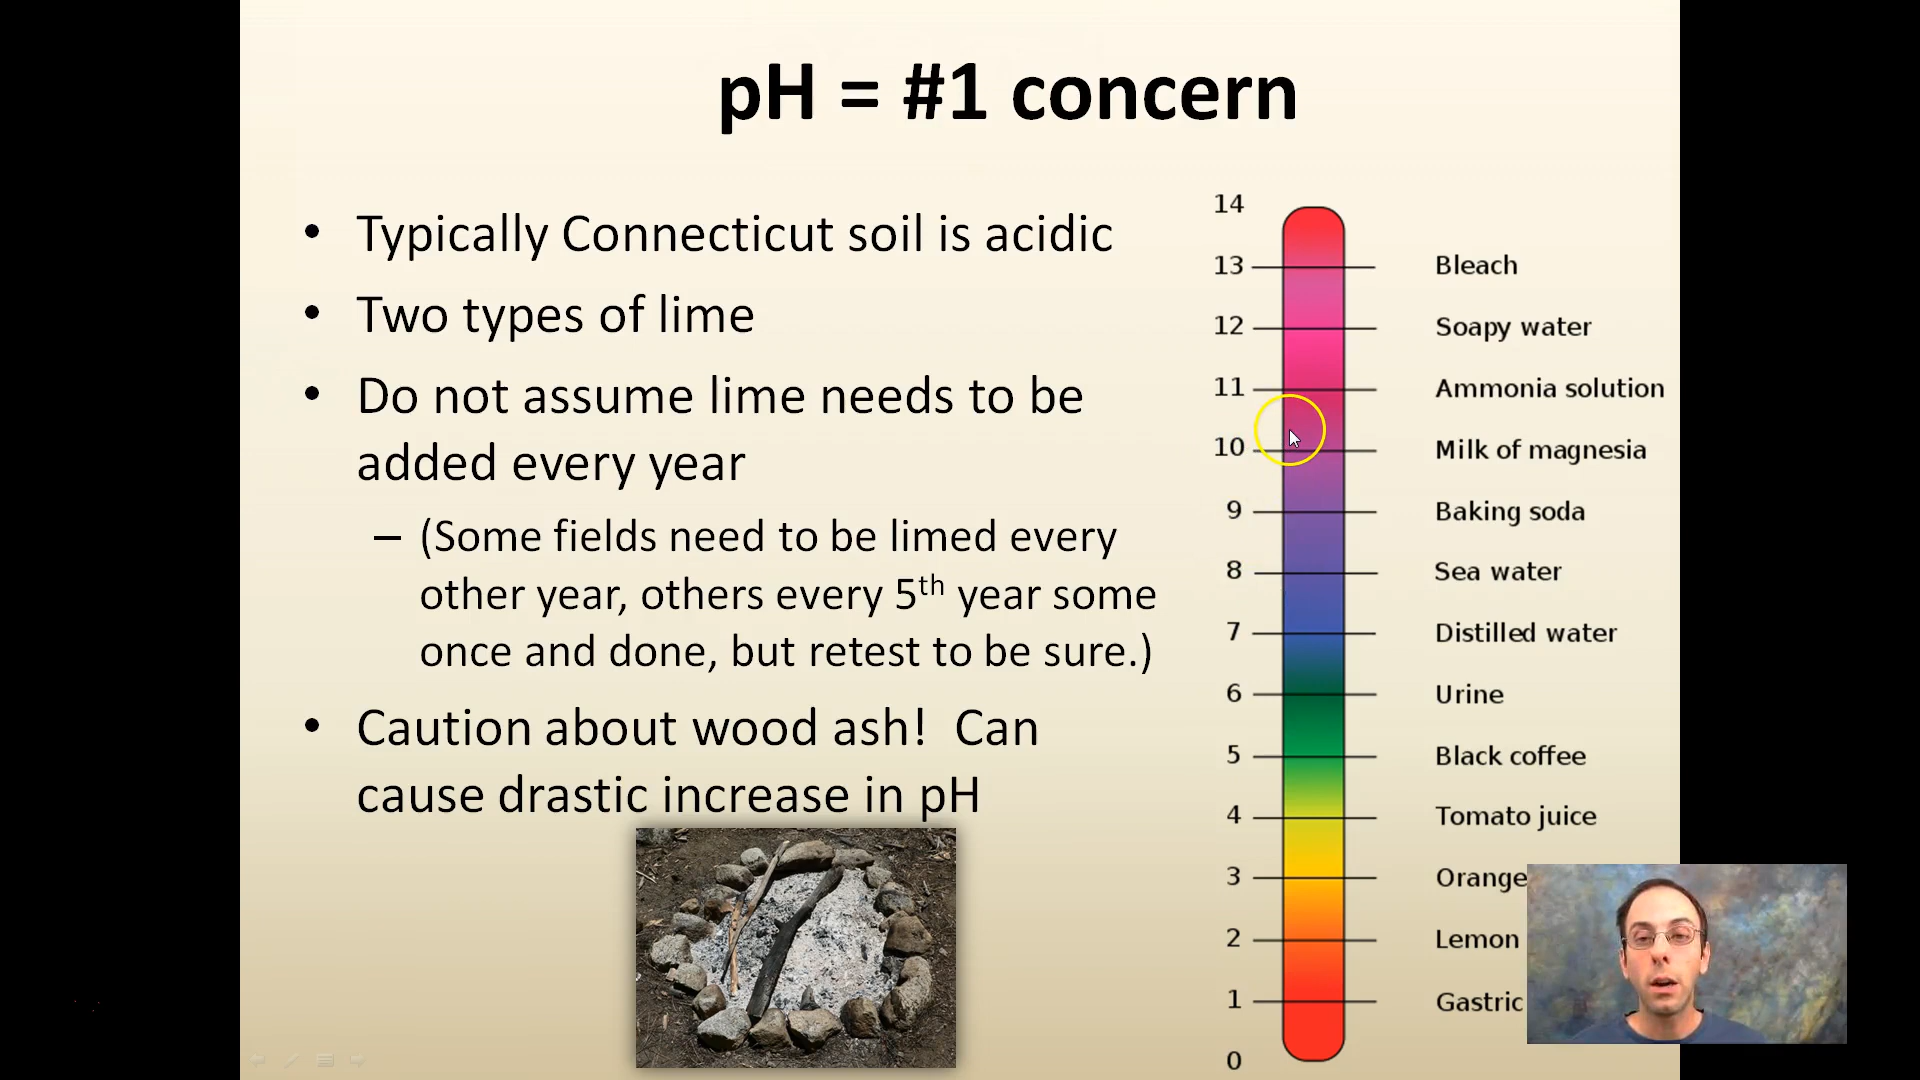 pH = #1 concern
• Typically Connecticut soil is acidic
• Two types of lime
• Do not assume lime needs to be
added every year
– (Some fields need to be limed every
other year, others every 5th year some
once and done, but retest to be sure.)
• Caution about wood ash!  Can
cause drastic increase in pH
14
13 Bleach
12 Soapy water
11 Ammonia solution
10 Milk of magnesia
9 Baking soda
8 Sea water
7 Distilled water
6 Urine
5 Black coffee
4 Tomato juice
3 Orange
2 Lemon
1 Gastric
0